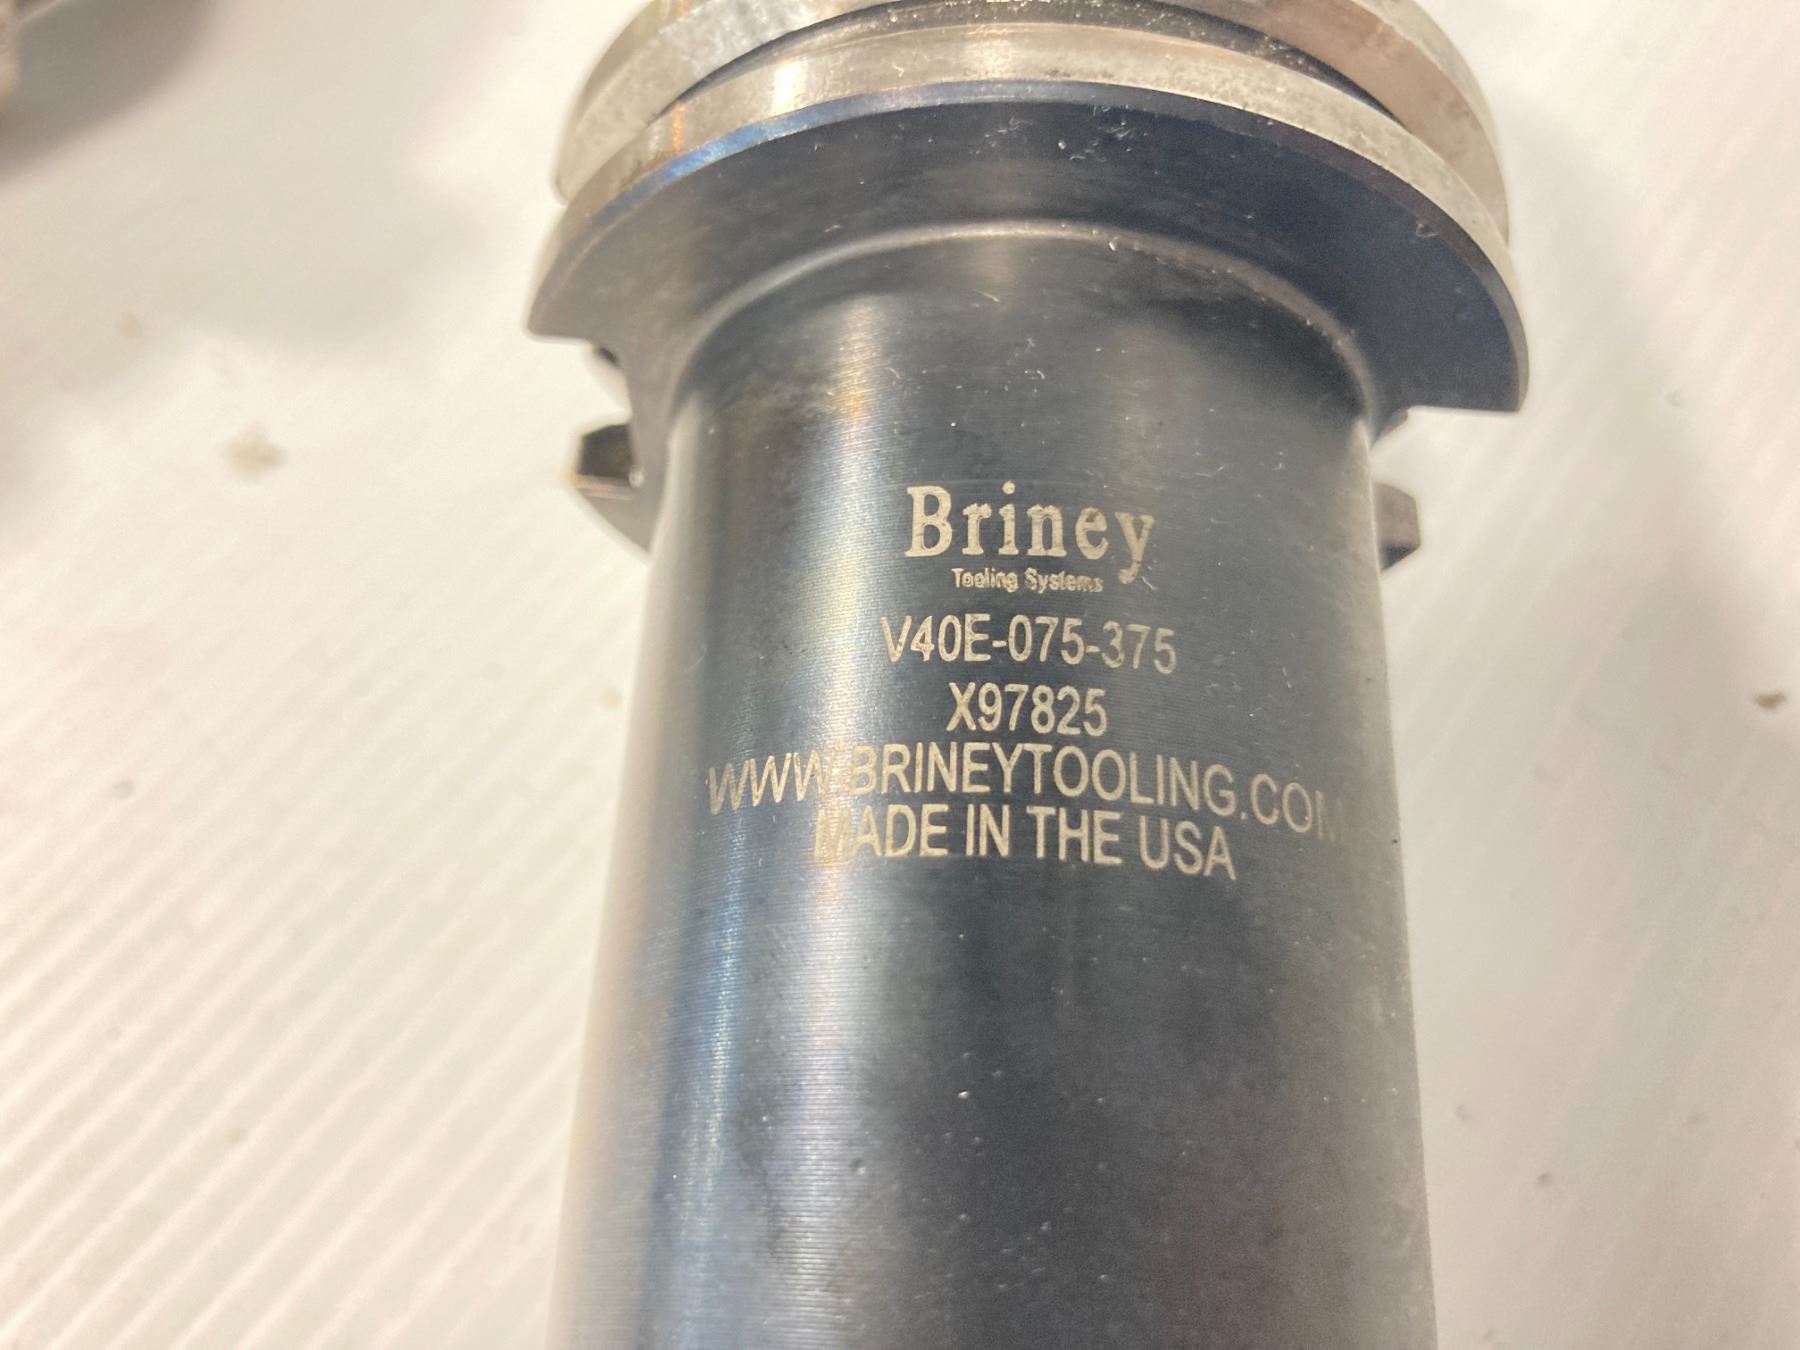 Briney
Tooling Systems
V40E-075-375
X97825
WWW.BRINEYTOOLING.COM
MADE IN THE USA